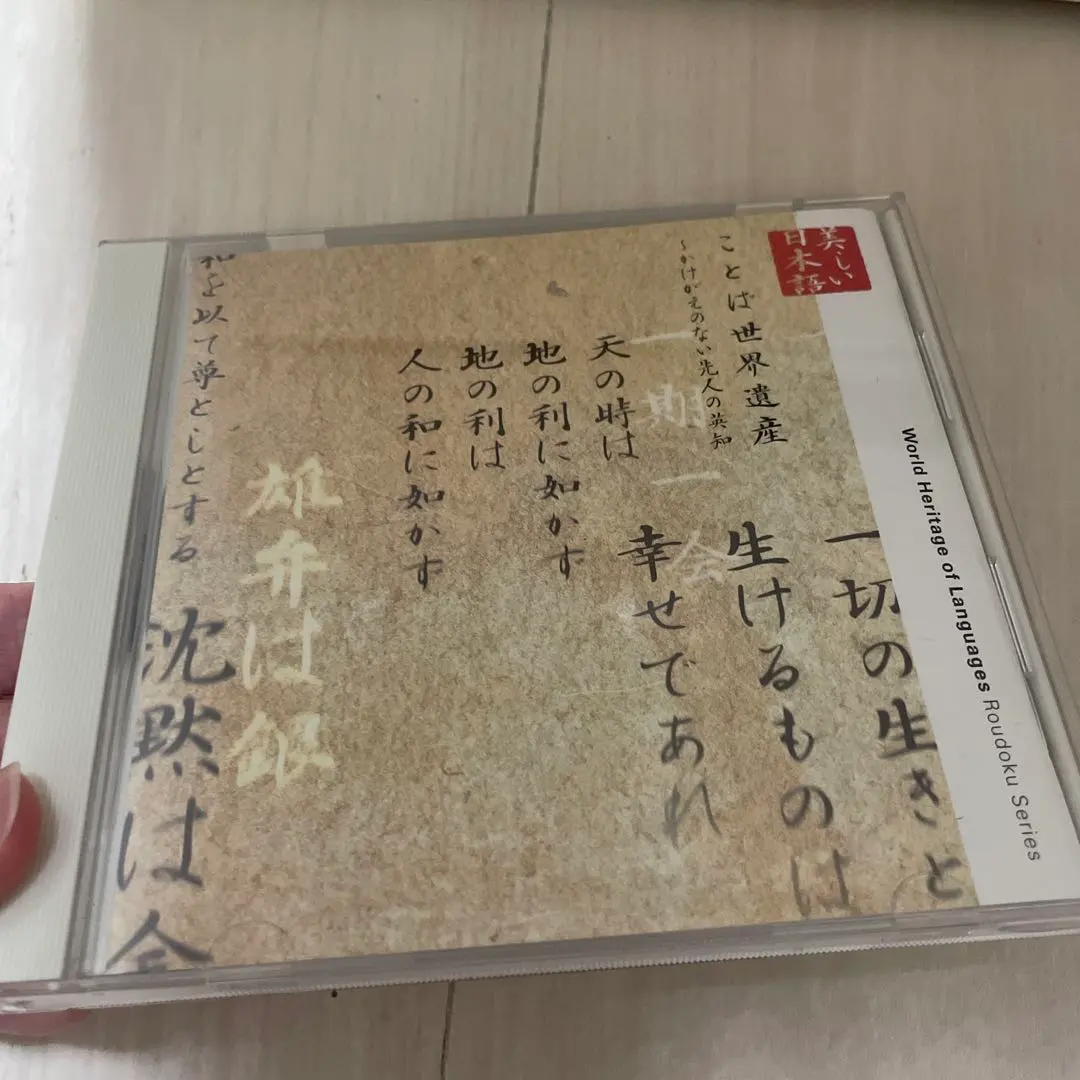 美しい
日本語
ことば世界遺産
～かけがえのない先人の英知
World Heritage of Languages Roudoku Series
一切の生きと
生けるものは
幸せであれ
一期一会
天の時は
地の利に如かず
地の利は
人の和に如かず
雄弁は銀
沈黙は金
和を以て尊としとする